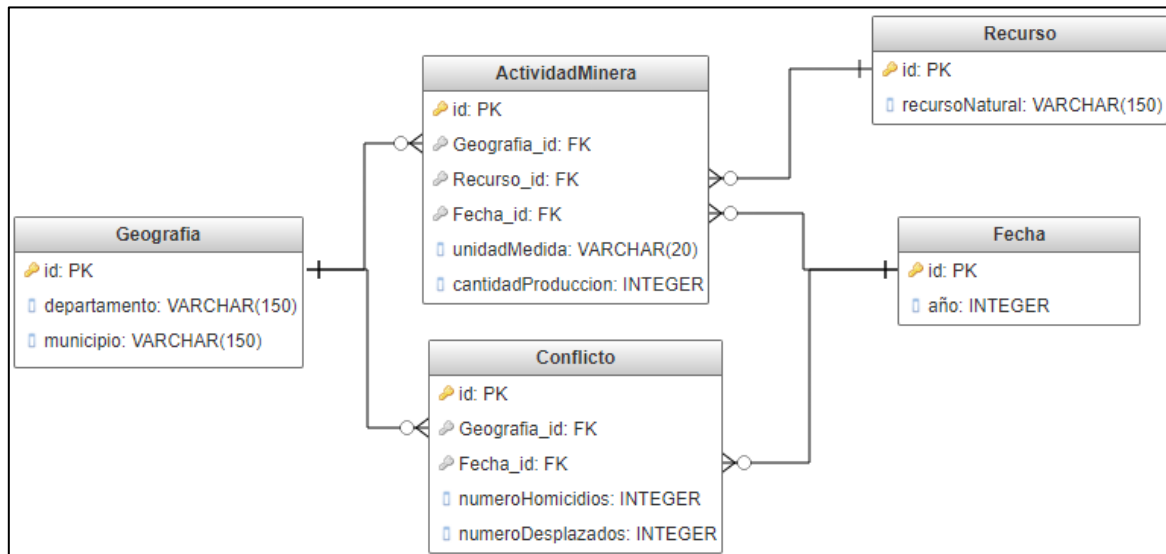 Recurso
id: PK
recursoNatural: VARCHAR(150)
ActividadMinera
id: PK
Geografia_id: FK
Recurso_id: FK
Fecha_id: FK
unidadMedida: VARCHAR(20)
cantidadProduccion: INTEGER
Geografia
id: PK
departamento: VARCHAR(150)
municipio: VARCHAR(150)
Fecha
id: PK
año: INTEGER
Conflicto
id: PK
Geografia_id: FK
Fecha_id: FK
numeroHomicidios: INTEGER
numeroDesplazados: INTEGER